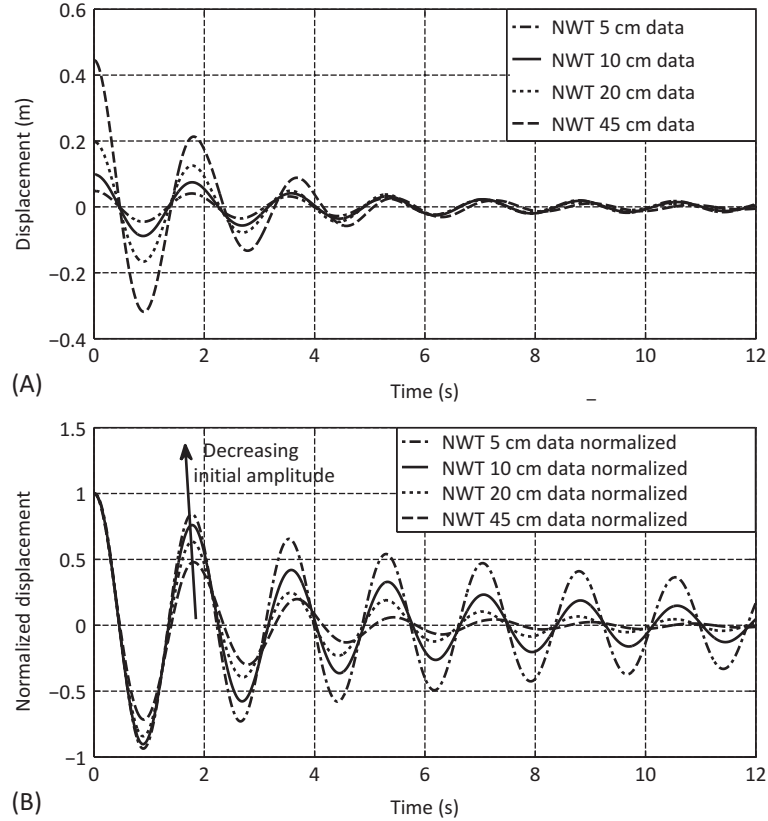 0.6
0.4
0.2
0
−0.2
−0.4
Displacement (m)
NWT 5 cm data
NWT 10 cm data
NWT 20 cm data
NWT 45 cm data
0 2 4 6 8 10 12
Time (s)
(A)
1.5
1
0.5
0
−0.5
−1
Normalized displacement
Decreasing
initial amplitude
NWT 5 cm data normalized
NWT 10 cm data normalized
NWT 20 cm data normalized
NWT 45 cm data normalized
0 2 4 6 8 10 12
Time (s)
(B)